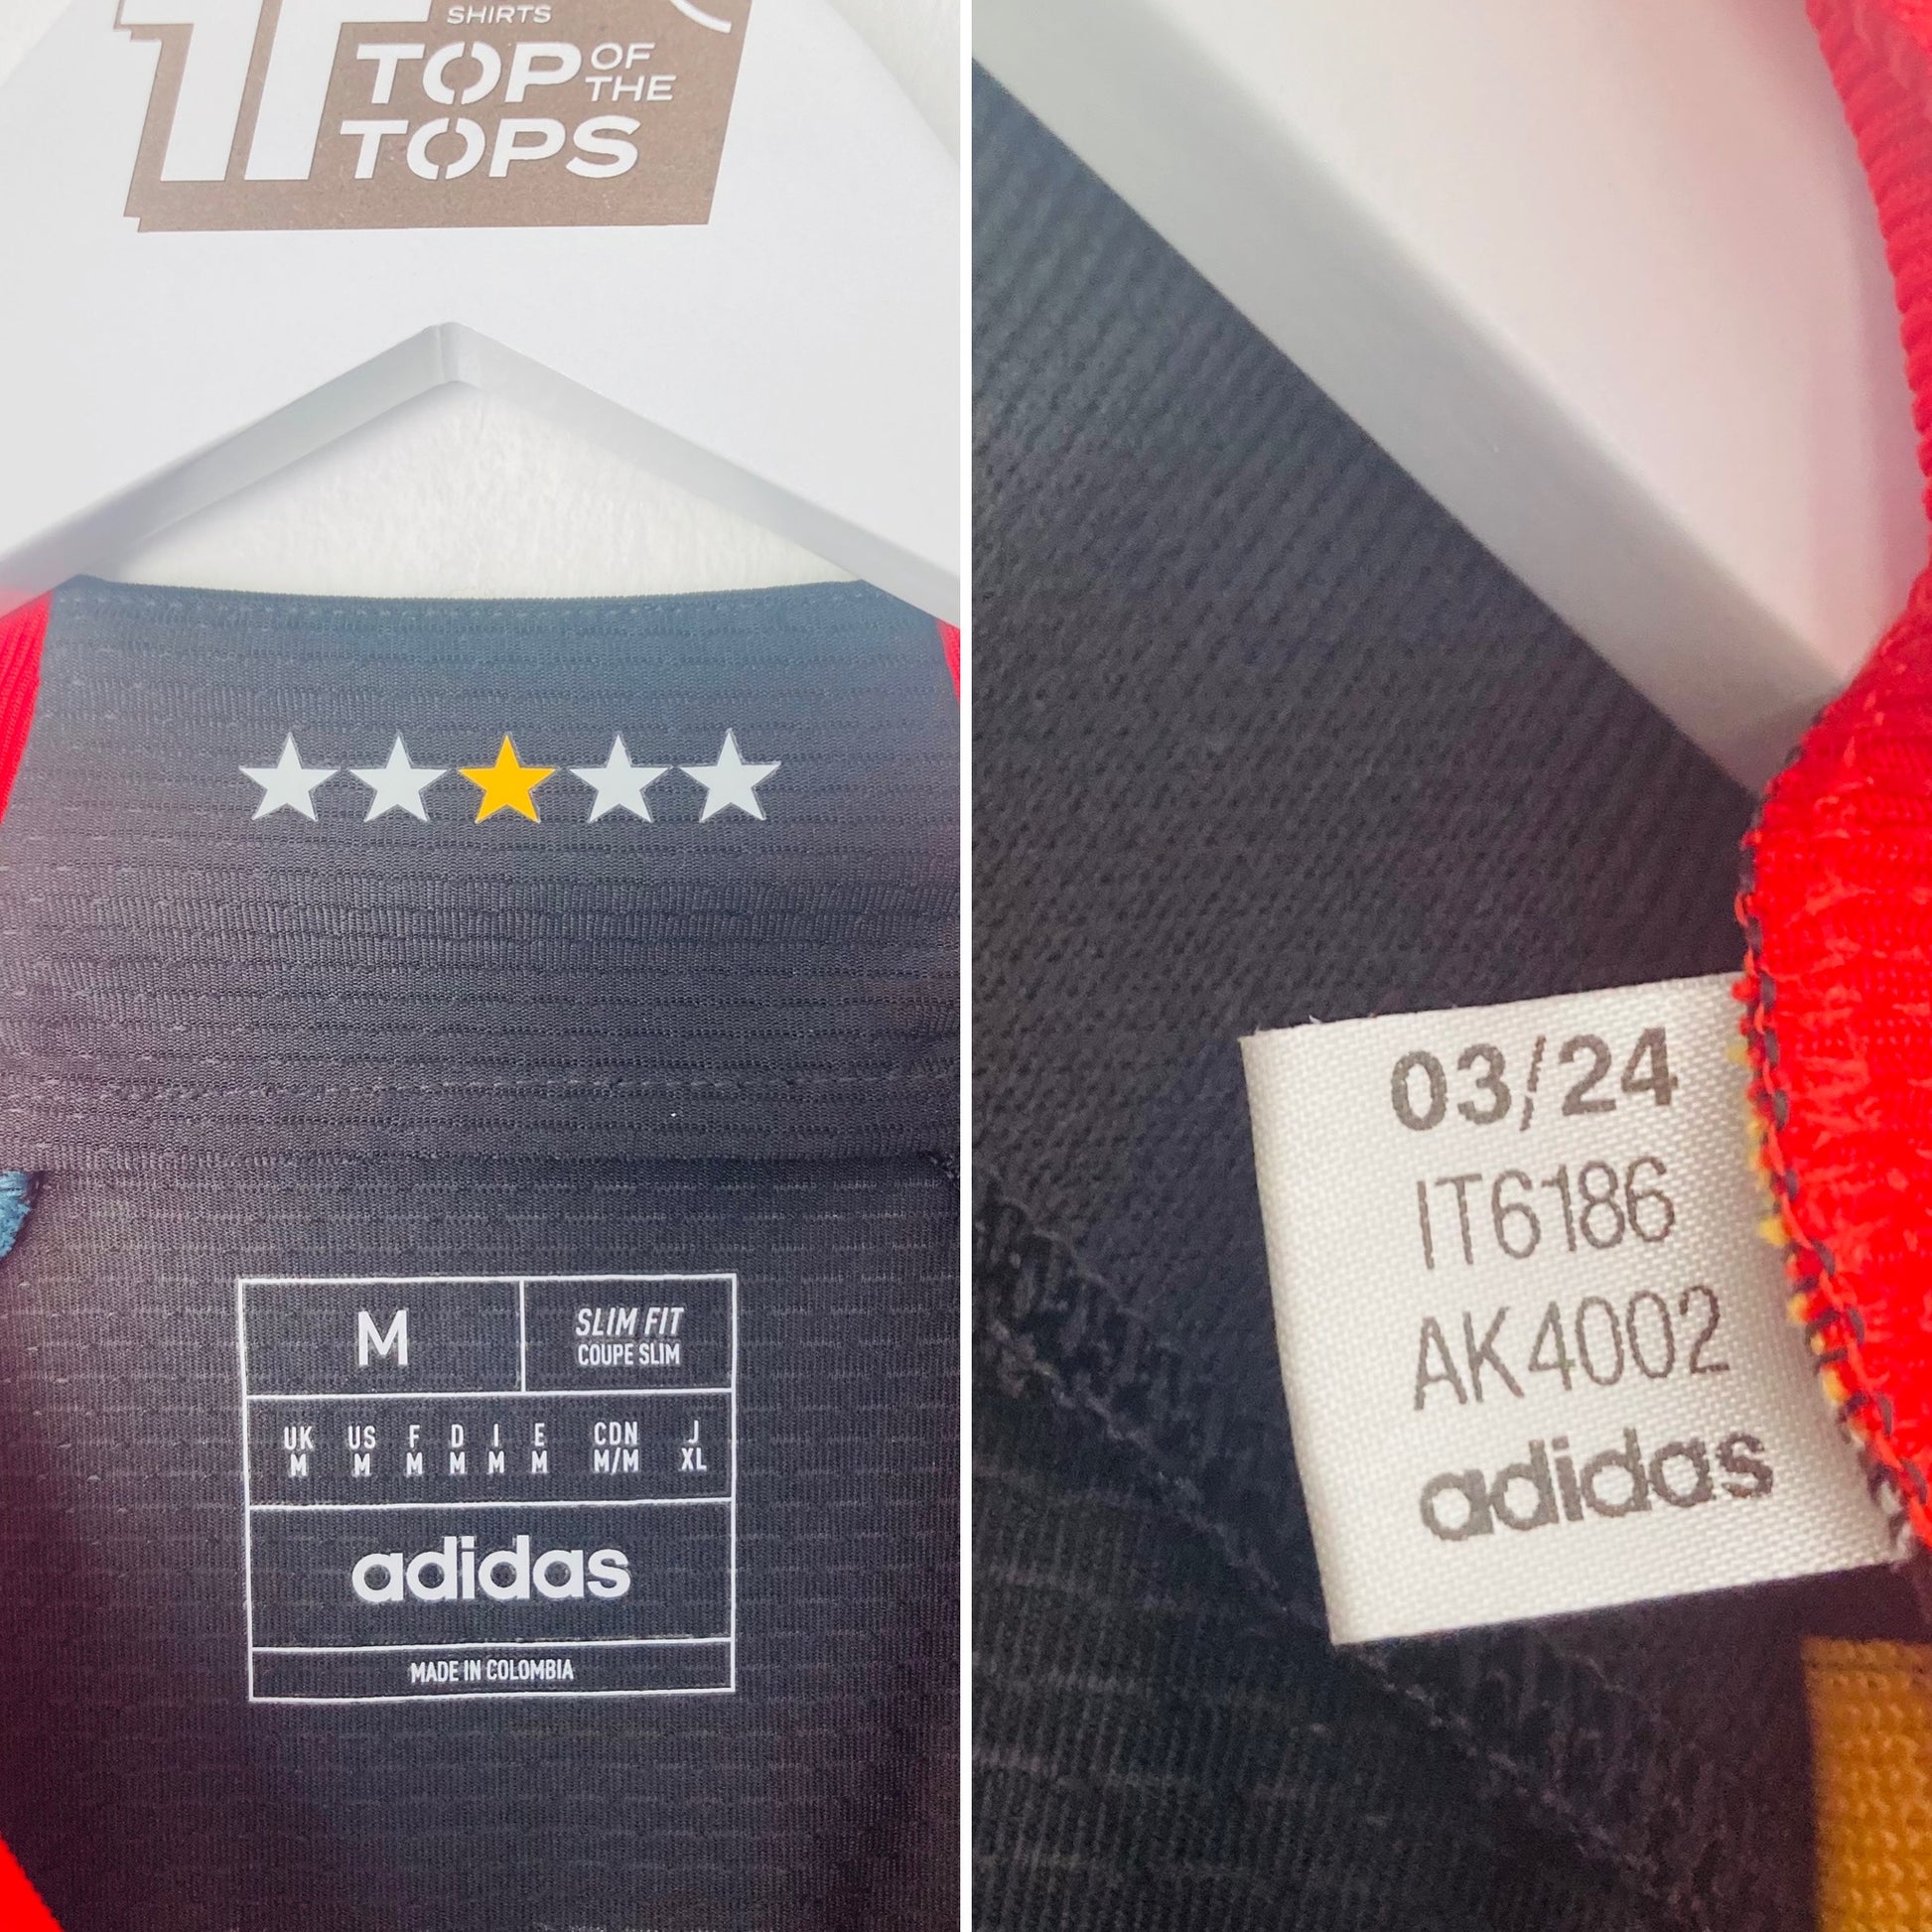 SHIRTS
TOP OF THE
TOPS
M
SLIM FIT
COUPE SLIM
UK US F D I E CDN J
M M M M M M M/M XL
adidas
MADE IN COLOMBIA
03/24
IT6186
AK4002
adidas